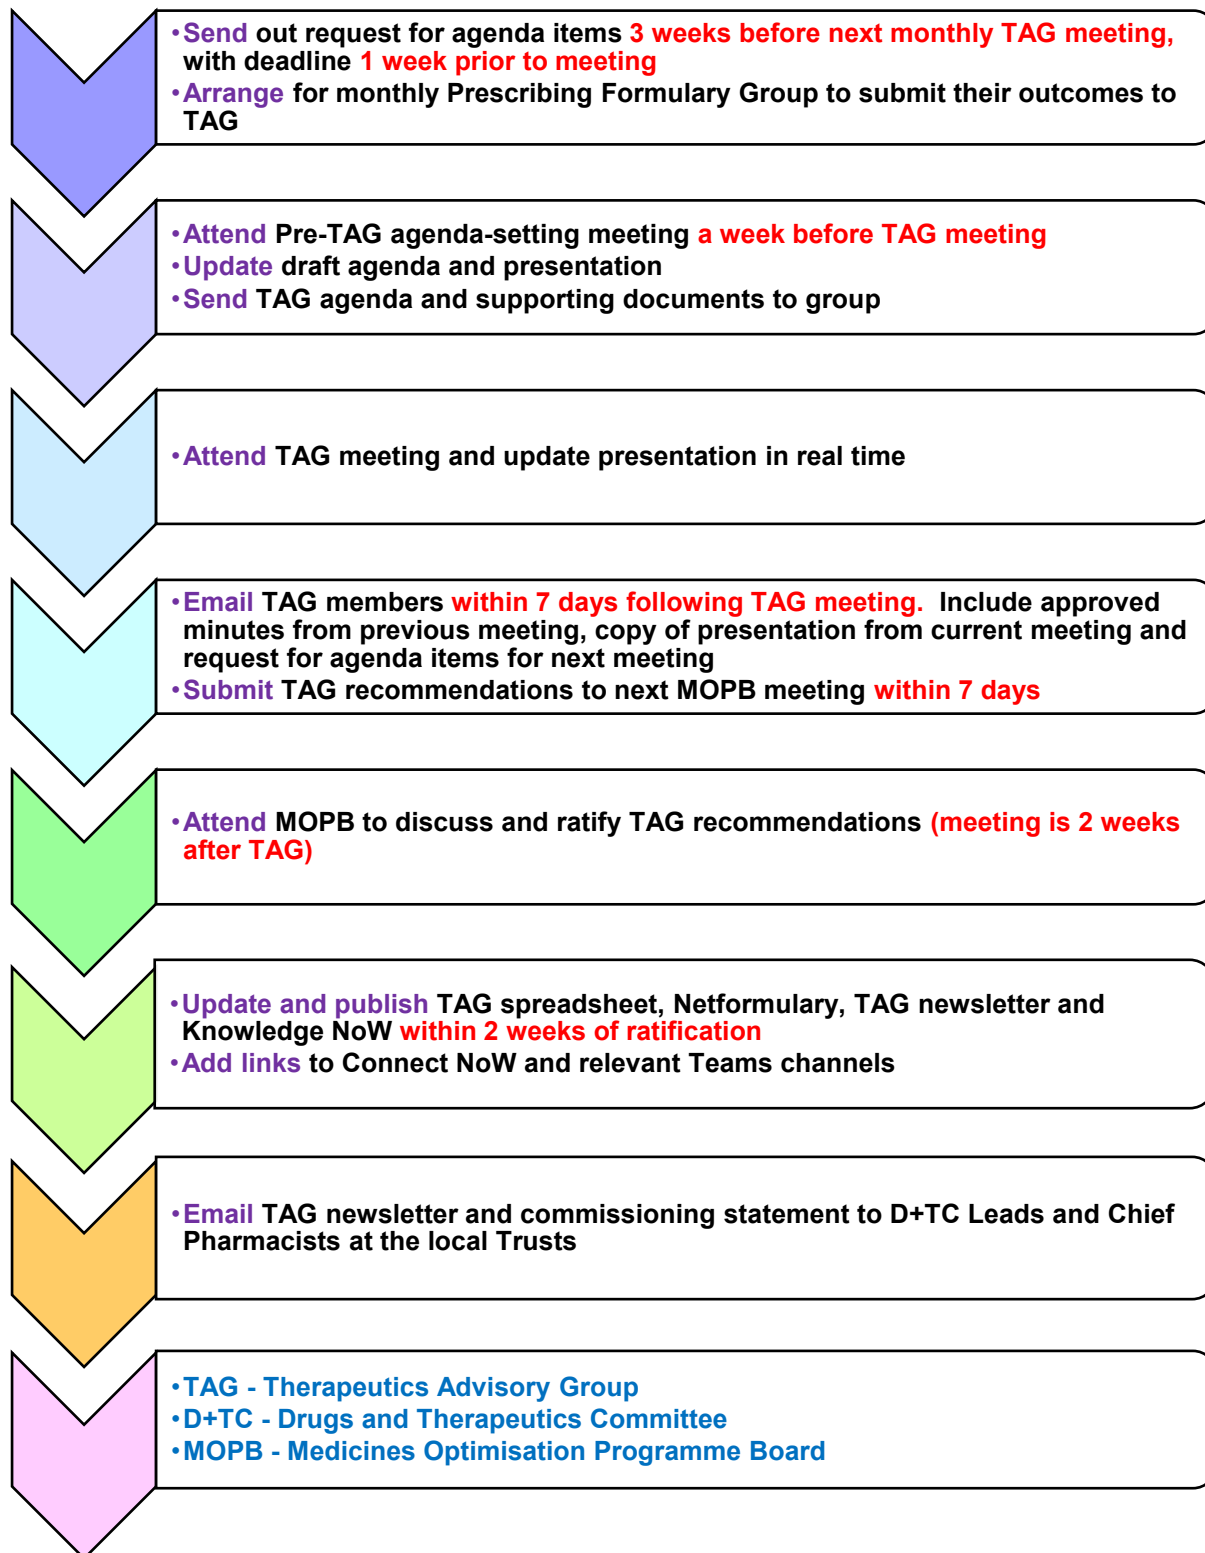 •Send out request for agenda items 3 weeks before next monthly TAG meeting,
with deadline 1 week prior to meeting
•Arrange for monthly Prescribing Formulary Group to submit their outcomes to
TAG
•Attend Pre-TAG agenda-setting meeting a week before TAG meeting
•Update draft agenda and presentation
•Send TAG agenda and supporting documents to group
•Attend TAG meeting and update presentation in real time
•Email TAG members within 7 days following TAG meeting. Include approved
minutes from previous meeting, copy of presentation from current meeting and
request for agenda items for next meeting
•Submit TAG recommendations to next MOPB meeting within 7 days
•Attend MOPB to discuss and ratify TAG recommendations (meeting is 2 weeks
after TAG)
•Update and publish TAG spreadsheet, Netformulary, TAG newsletter and
Knowledge NoW within 2 weeks of ratification
•Add links to Connect NoW and relevant Teams channels
•Email TAG newsletter and commissioning statement to D+TC Leads and Chief
Pharmacists at the local Trusts
•TAG - Therapeutics Advisory Group
•D+TC - Drugs and Therapeutics Committee
•MOPB - Medicines Optimisation Programme Board